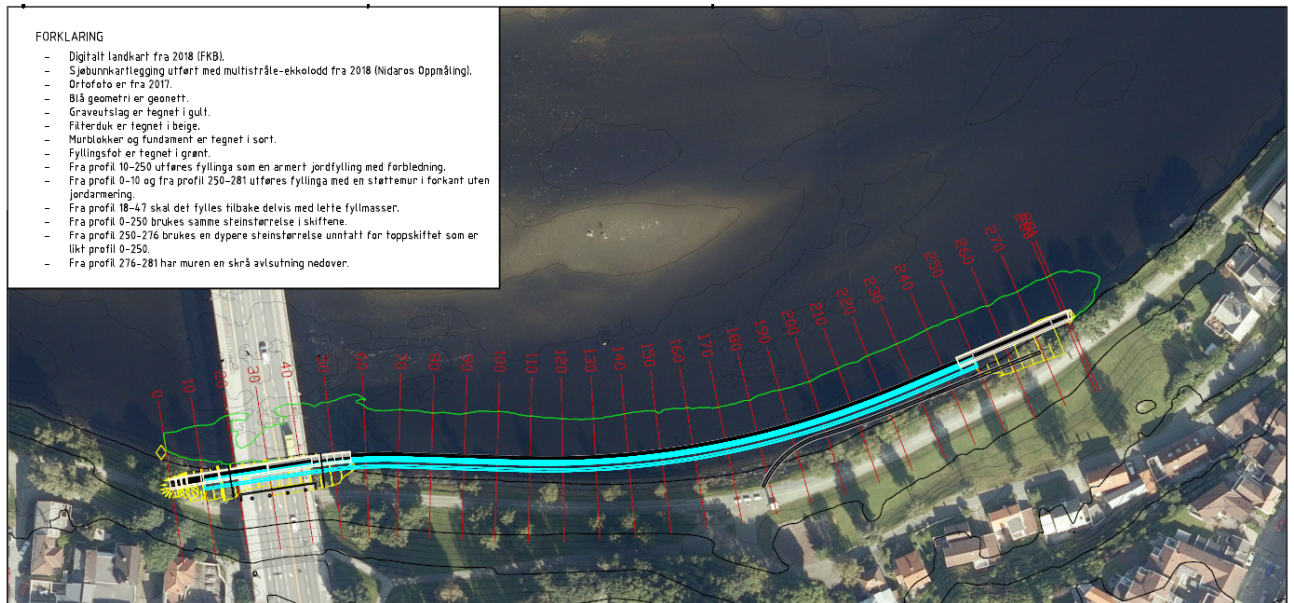 FORKLARING
- Digitalt landkart fra 2018 (FKB).
- Sjøbunnkartlegging utført med multistråle-ekkolodd fra 2018 (Nidaros Oppmåling).
- Ortofoto er fra 2017.
- Blå geometri er geonett.
- Graveutslag er tegnet i gult.
- Filterduk er tegnet i beige.
- Murblokker og fundament er tegnet i sort.
- Fyllingsfot er tegnet i grønt.
- Fra profil 10-250 utføres fyllinga som en armert jordfylling med forbledning.
- Fra profil 0-10 og fra profil 250-281 utføres fyllinga med en støttemur i forkant uten
jordarmering.
- Fra profil 18-47 skal det fylles tilbake delvis med lette fyllmasser.
- Fra profil 0-250 brukes samme steinstørrelse i skiftene.
- Fra profil 250-276 brukes en dypere steinstørrelse unntatt for toppskiftet som er
likt profil 0-250.
- Fra profil 276-281 har muren en skrå avlsutning nedover.
0
10
20
30
40
50
60
70
80
90
100
110
120
130
140
150
160
170
180
190
200
210
220
230
240
250
260
270